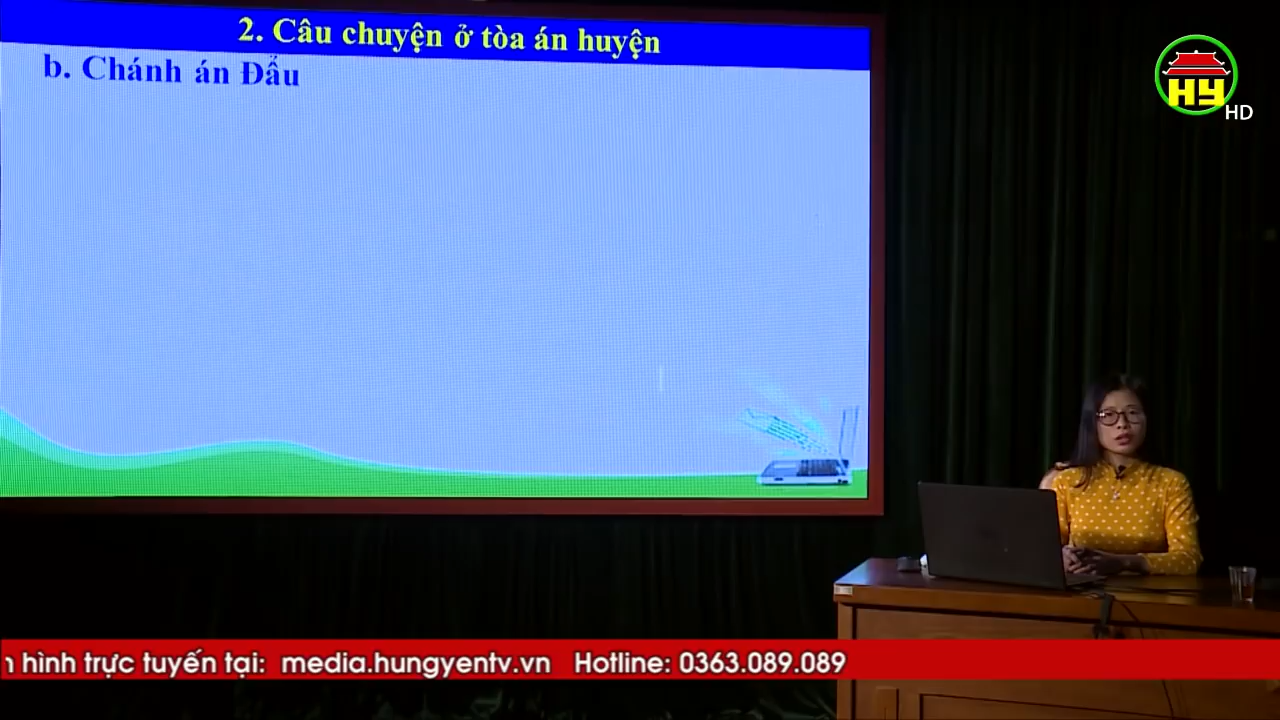 2. Câu chuyện ở tòa án huyện
b. Chánh án Đẩu
HY
HD
hình trực tuyến tại: media.hungyentv.vn Hotline: 0363.089.089